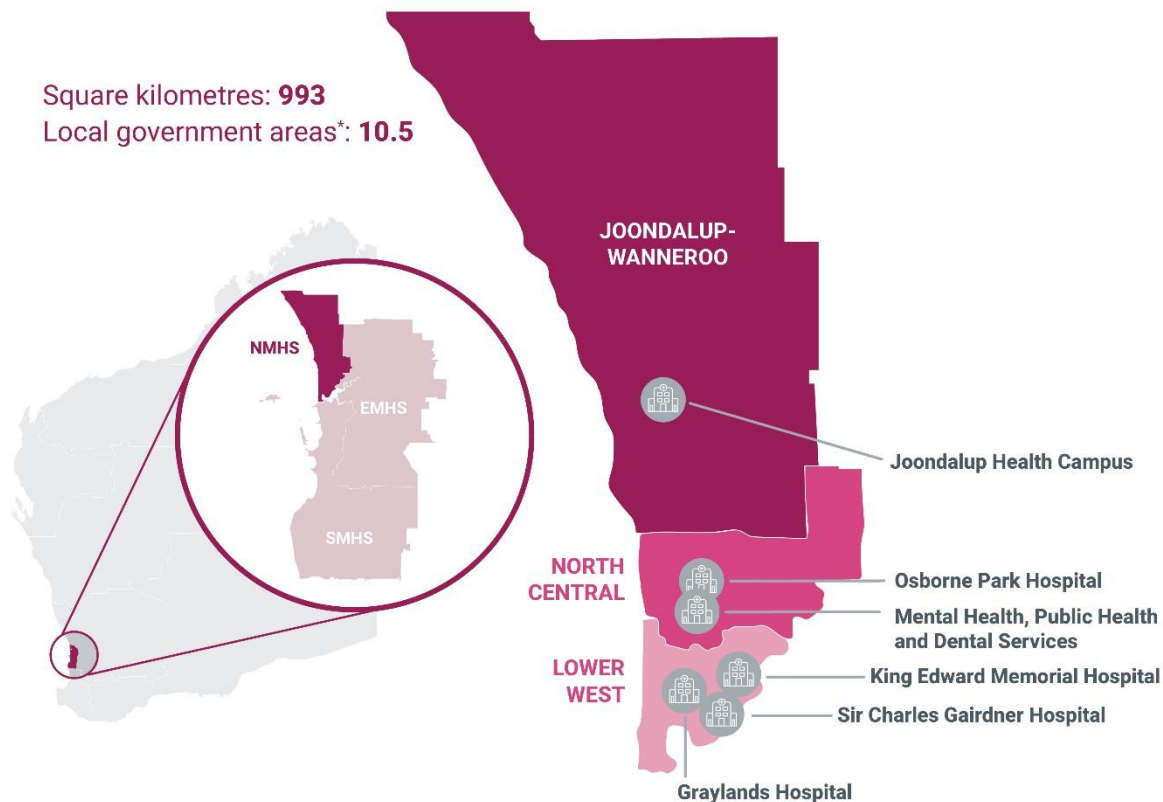 Square kilometres: 993
Local government areas*: 10.5
JOONDALUP-
WANNEROO
NMHS
EMHS
SMHS
Joondalup Health Campus
NORTH
CENTRAL
Osborne Park Hospital
Mental Health, Public Health
and Dental Services
LOWER
WEST
King Edward Memorial Hospital
Sir Charles Gairdner Hospital
Graylands Hospital